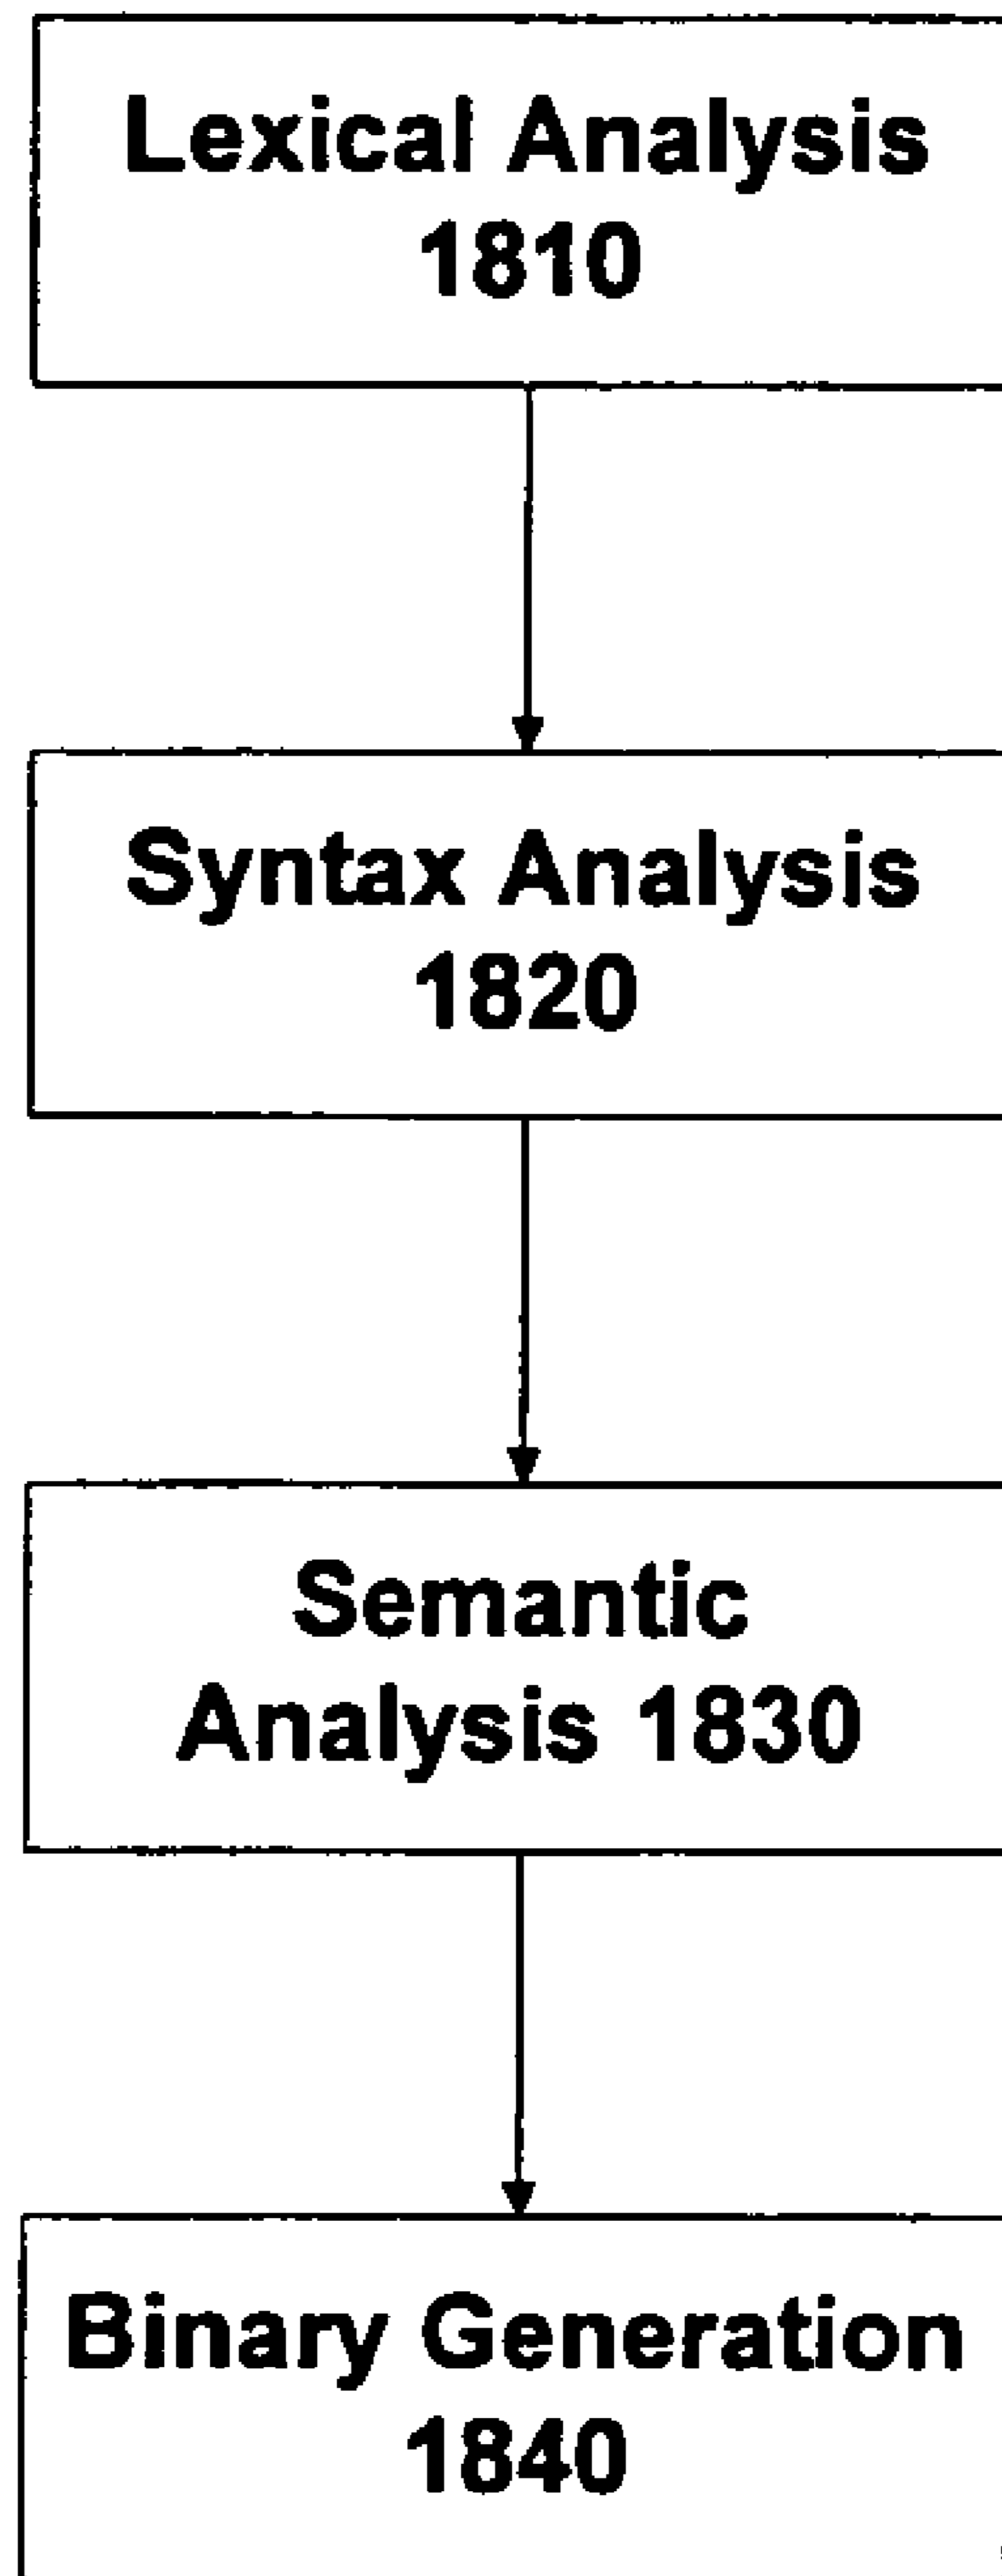 Lexical Analysis
1810
Syntax Analysis
1820
Semantic
Analysis 1830
Binary Generation
1840